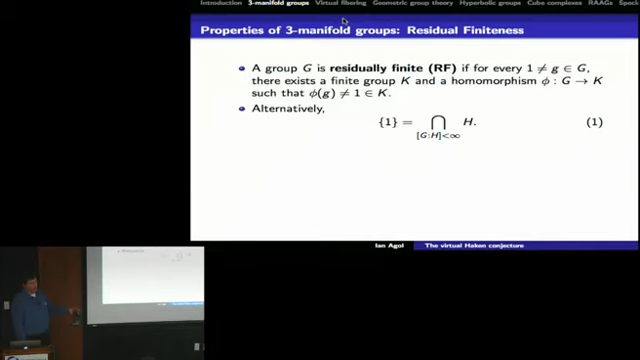 Introduction 3-manifold groups Virtual fibering Geometric group theory Hyperbolic groups Cube complexes RAAGs Speci
Properties of 3-manifold groups: Residual Finiteness
A group G is residually finite (RF) if for every 1 ≠ g ∈ G,
there exists a finite group K and a homomorphism ϕ : G → K
such that ϕ(g) ≠ 1 ∈ K.
Alternatively,
{1} = ⋂ H. (1)
[G:H]<∞
Ian Agol The virtual Haken conjecture